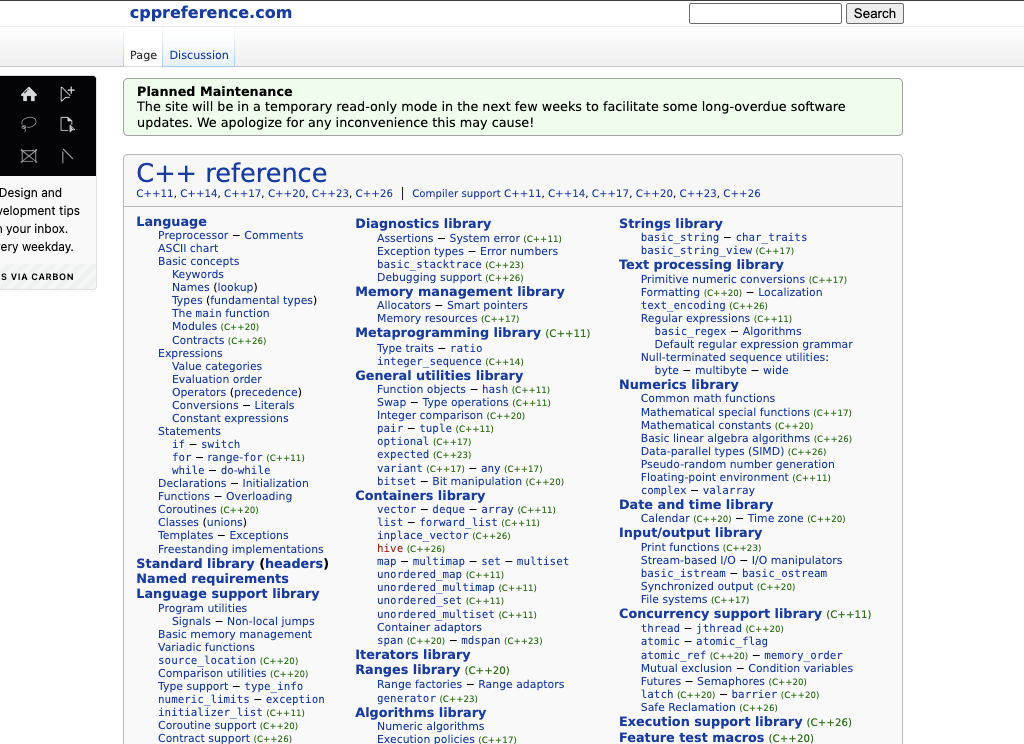 cppreference.com
Search
Page Discussion
Design and
velopment tips
your inbox.
ery weekday.
S VIA CARBON
Planned Maintenance
The site will be in a temporary read-only mode in the next few weeks to facilitate some long-overdue software
updates. We apologize for any inconvenience this may cause!
C++ reference
C++11, C++14, C++17, C++20, C++23, C++26 | Compiler support C++11, C++14, C++17, C++20, C++23, C++26
Language
Preprocessor − Comments
ASCII chart
Basic concepts
Keywords
Names (lookup)
Types (fundamental types)
The main function
Modules (C++20)
Contracts (C++26)
Expressions
Value categories
Evaluation order
Operators (precedence)
Conversions − Literals
Constant expressions
Statements
if − switch
for − range-for (C++11)
while − do-while
Declarations − Initialization
Functions − Overloading
Coroutines (C++20)
Classes (unions)
Templates − Exceptions
Freestanding implementations
Standard library (headers)
Named requirements
Language support library
Program utilities
Signals − Non-local jumps
Basic memory management
Variadic functions
source_location (C++20)
Comparison utilities (C++20)
Type support − type_info
numeric_limits − exception
initializer_list (C++11)
Coroutine support (C++20)
Contract support (C++26)
Diagnostics library
Assertions − System error (C++11)
Exception types − Error numbers
basic_stacktrace (C++23)
Debugging support (C++26)
Memory management library
Allocators − Smart pointers
Memory resources (C++17)
Metaprogramming library (C++11)
Type traits − ratio
integer_sequence (C++14)
General utilities library
Function objects − hash (C++11)
Swap − Type operations (C++11)
Integer comparison (C++20)
pair − tuple (C++11)
optional (C++17)
expected (C++23)
variant (C++17) − any (C++17)
bitset − Bit manipulation (C++20)
Containers library
vector − deque − array (C++11)
list − forward_list (C++11)
inplace_vector (C++26)
hive (C++26)
map − multimap − set − multiset
unordered_map (C++11)
unordered_multimap (C++11)
unordered_set (C++11)
unordered_multiset (C++11)
Container adaptors
span (C++20) − mdspan (C++23)
Iterators library
Ranges library (C++20)
Range factories − Range adaptors
generator (C++23)
Algorithms library
Numeric algorithms
Execution policies (C++17)
Strings library
basic_string − char_traits
basic_string_view (C++17)
Text processing library
Primitive numeric conversions (C++17)
Formatting (C++20) − Localization
text_encoding (C++26)
Regular expressions (C++11)
basic_regex − Algorithms
Default regular expression grammar
Null-terminated sequence utilities:
byte − multibyte − wide
Numerics library
Common math functions
Mathematical special functions (C++17)
Mathematical constants (C++20)
Basic linear algebra algorithms (C++26)
Data-parallel types (SIMD) (C++26)
Pseudo-random number generation
Floating-point environment (C++11)
complex − valarray
Date and time library
Calendar (C++20) − Time zone (C++20)
Input/output library
Print functions (C++23)
Stream-based I/O − I/O manipulators
basic_istream − basic_ostream
Synchronized output (C++20)
File systems (C++17)
Concurrency support library (C++11)
thread − jthread (C++20)
atomic − atomic_flag
atomic_ref (C++20) − memory_order
Mutual exclusion − Condition variables
Futures − Semaphores (C++20)
latch (C++20) − barrier (C++20)
Safe Reclamation (C++26)
Execution support library (C++26)
Feature test macros (C++20)